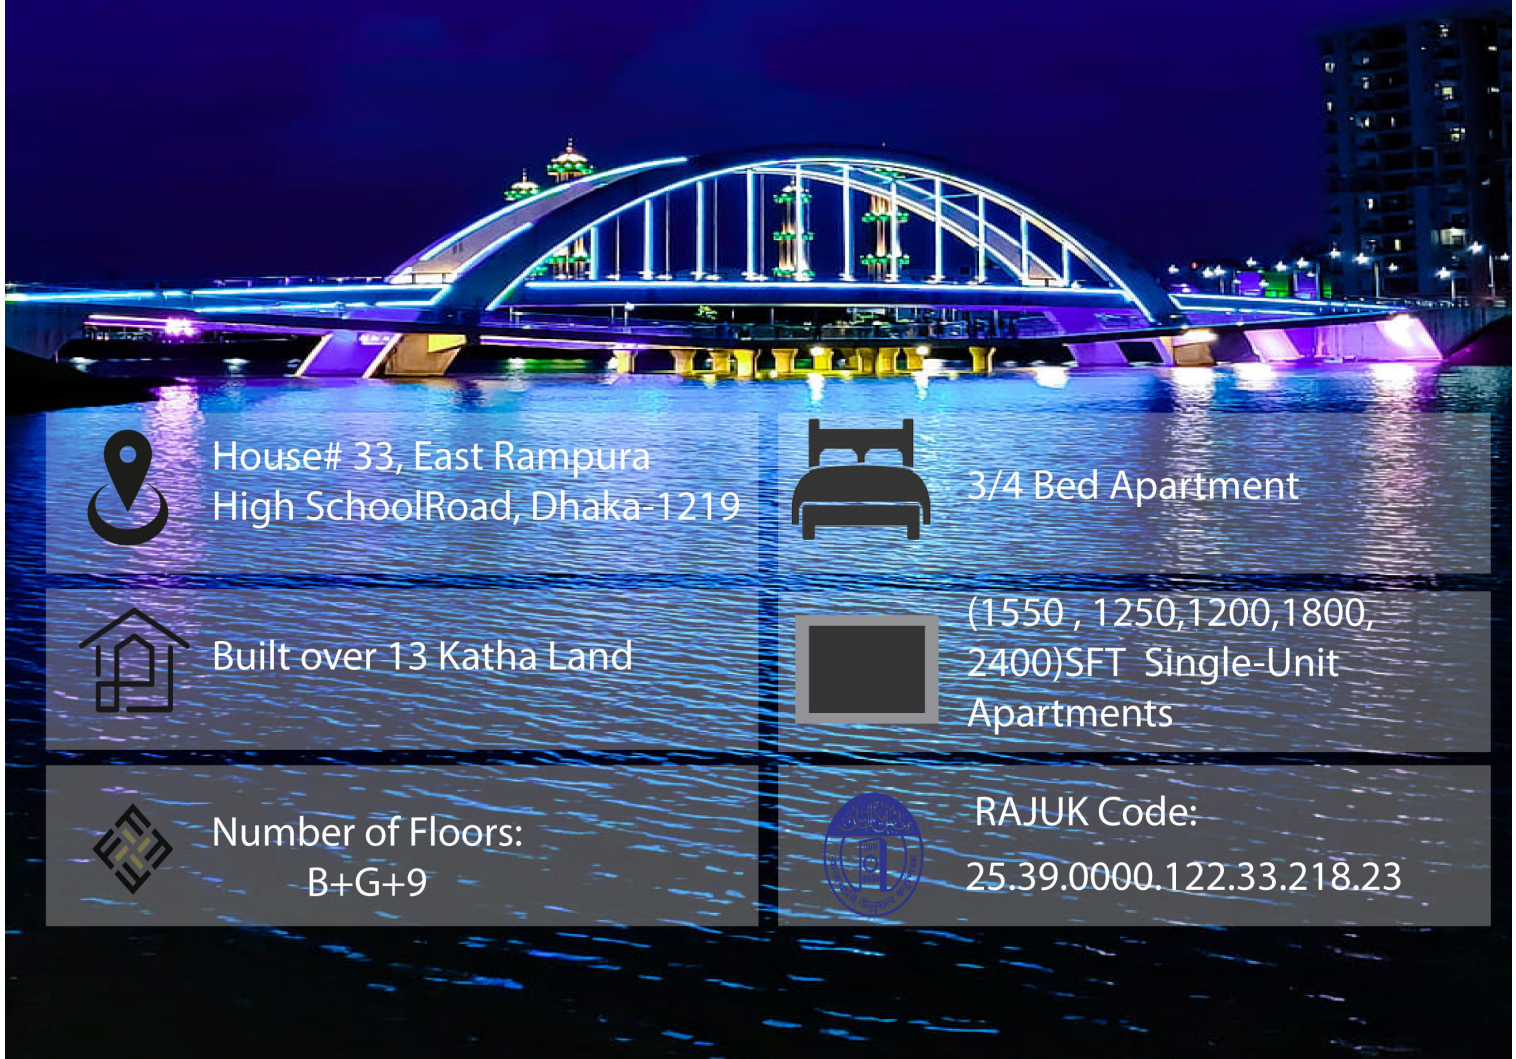 House# 33, East Rampura
High SchoolRoad, Dhaka-1219
3/4 Bed Apartment
Built over 13 Katha Land
(1550 , 1250,1200,1800,
2400)SFT Single-Unit
Apartments
Number of Floors:
B+G+9
RAJUK Code:
25.39.0000.122.33.218.23